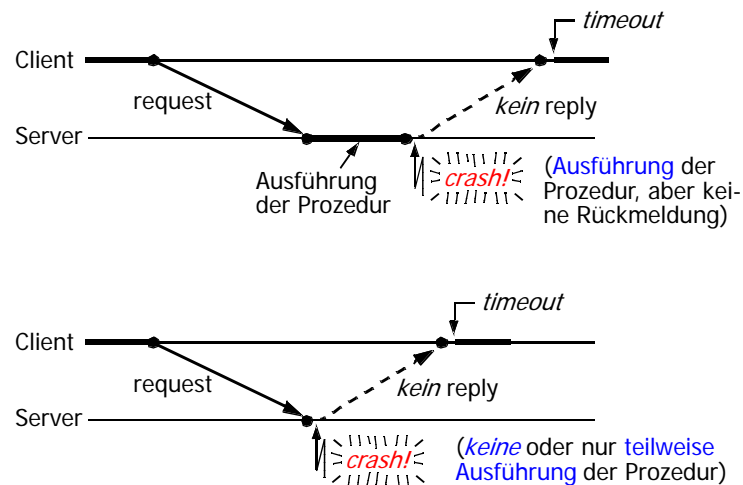 timeout
Client
request
kein reply
Server
Ausführung
der Prozedur
crash!
(Ausführung der
Prozedur, aber kei-
ne Rückmeldung)
timeout
Client
request
kein reply
Server
crash!
(keine oder nur teilweise
Ausführung der Prozedur)